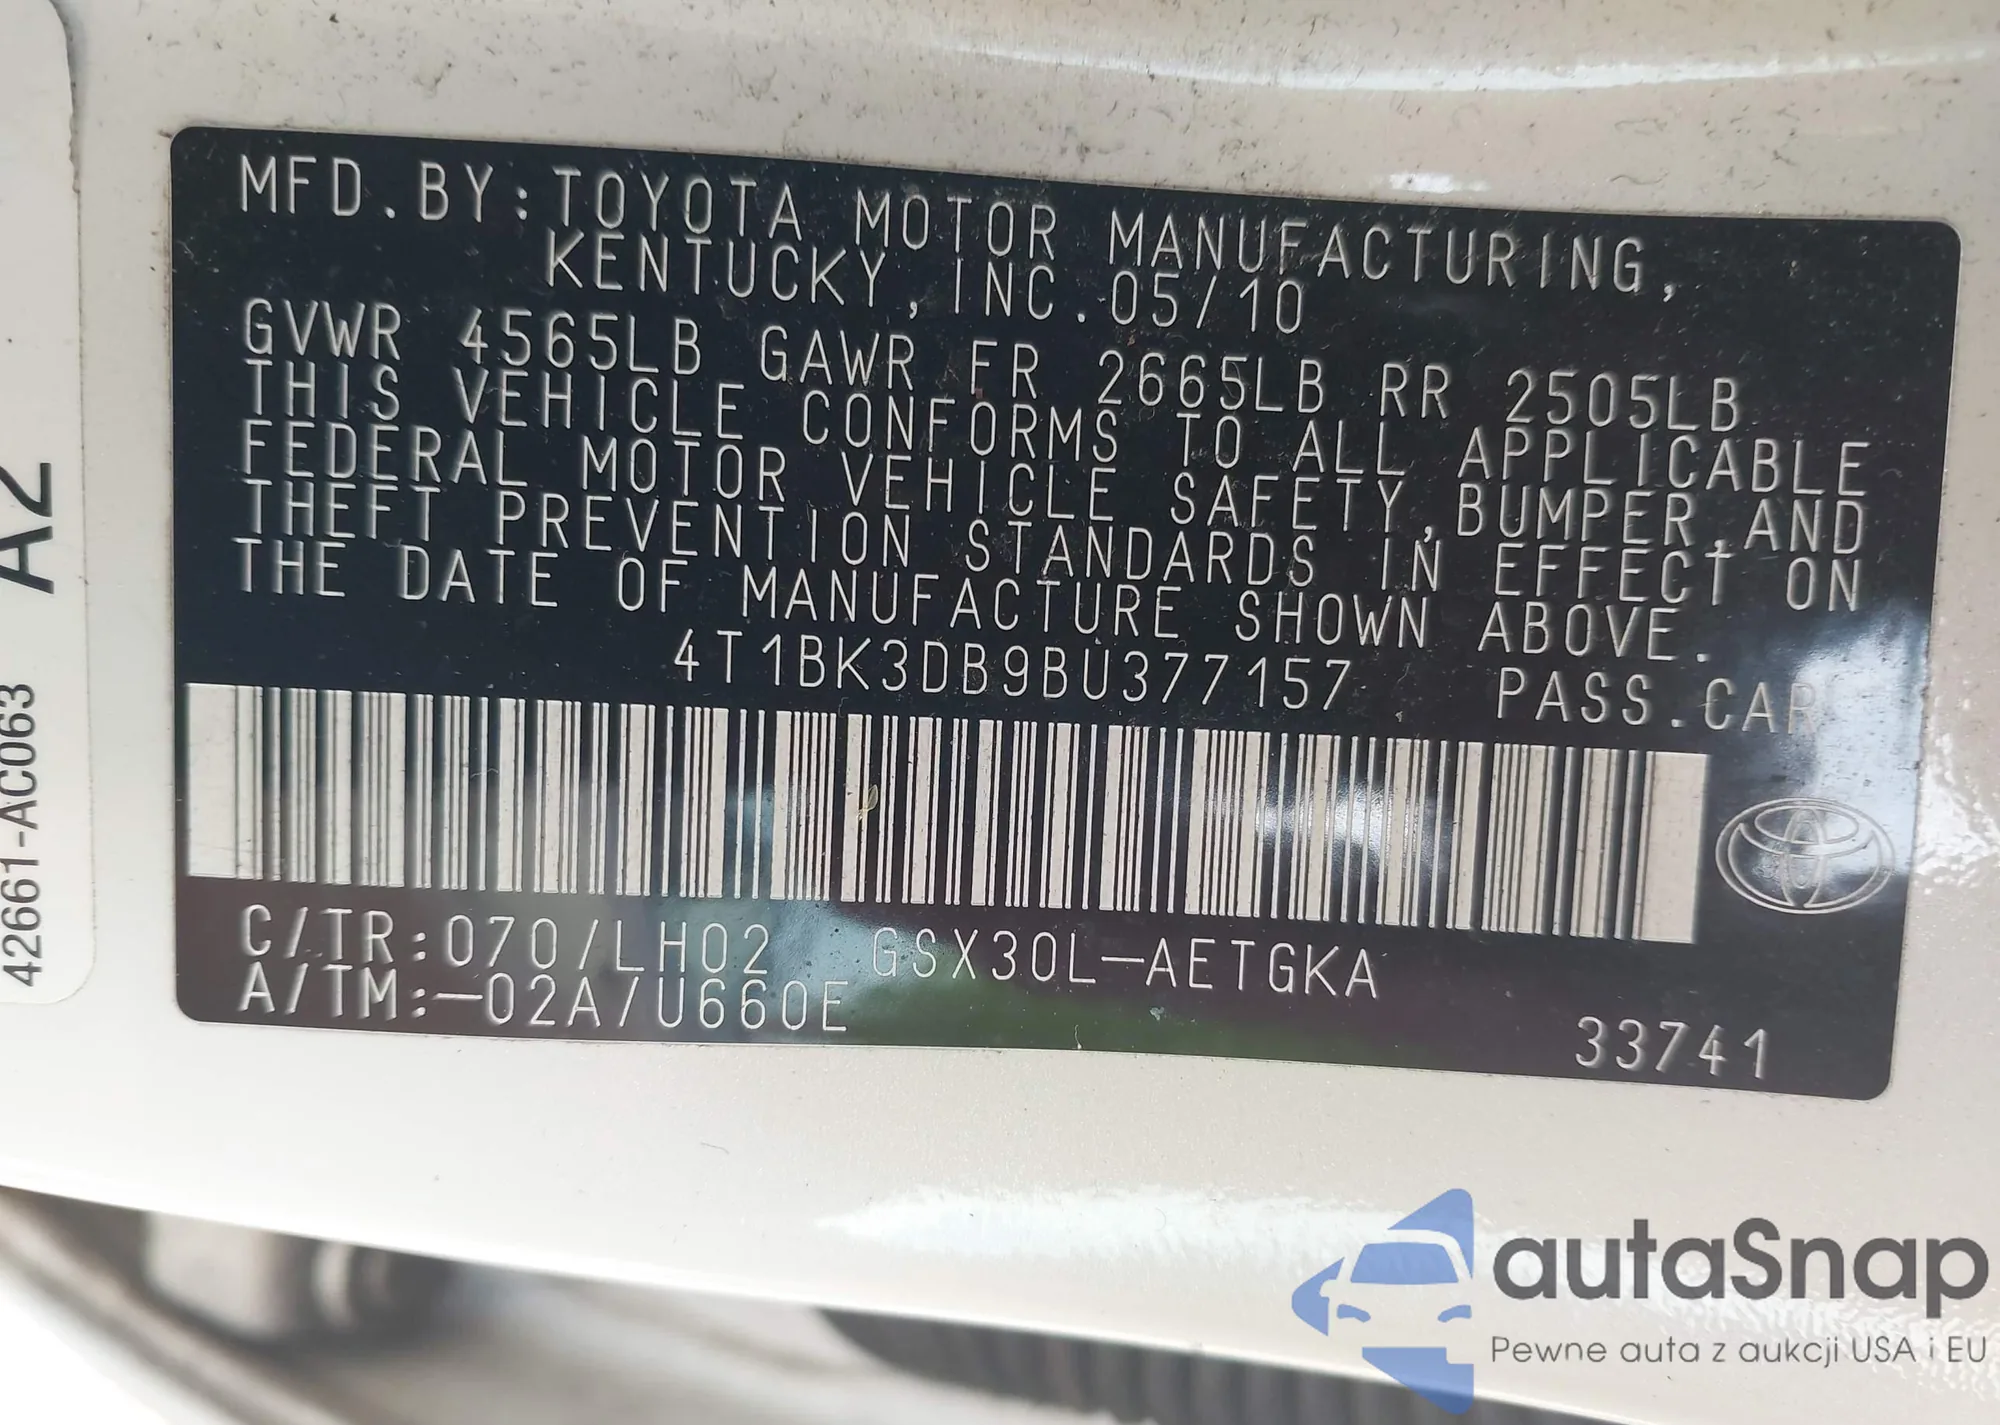 MFD.BY:TOYOTA MOTOR MANUFACTURING,
KENTUCKY,INC.05/10
GVWR 4565LB GAWR FR 2665LB RR 2505LB
THIS VEHICLE CONFORMS TO ALL APPLICABLE
FEDERAL MOTOR VEHICLE SAFETY,BUMPER,AND
THEFT PREVENTION STANDARDS IN EFFECT ON
THE DATE OF MANUFACTURE SHOWN ABOVE.
4T1BK3DB9BU377157 PASS.CAR
C/TR:070/LH02 GSX30L-AETGKA
A/TM:-02A/U660E
33741
42661-AC063 A2
autaSnap
Pewne auta z aukcji USA i EU